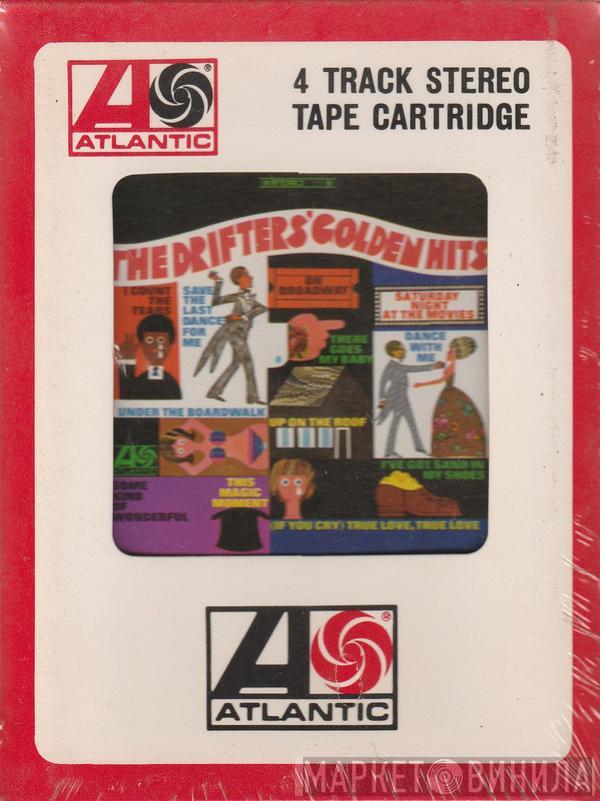 ATLANTIC
4 TRACK STEREO
TAPE CARTRIDGE
STEREO
THE DRIFTERS' GOLDEN HITS
I COUNT
THE
TEARS
SAVE
THE
LAST
DANCE
FOR
ME
ON
BROADWAY
THERE
GOES
MY BABY
SATURDAY
NIGHT
AT THE MOVIES
DANCE
WITH
ME
UNDER THE BOARDWALK
UP ON THE ROOF
ATLANTIC
I'VE GOT SAND IN
MY SHOES
SOME
KIND
OF
WONDERFUL
THIS
MAGIC
MOMENT
(IF YOU CRY) TRUE LOVE, TRUE LOVE
ATLANTIC
МАРКЕТ ВИНИЛА